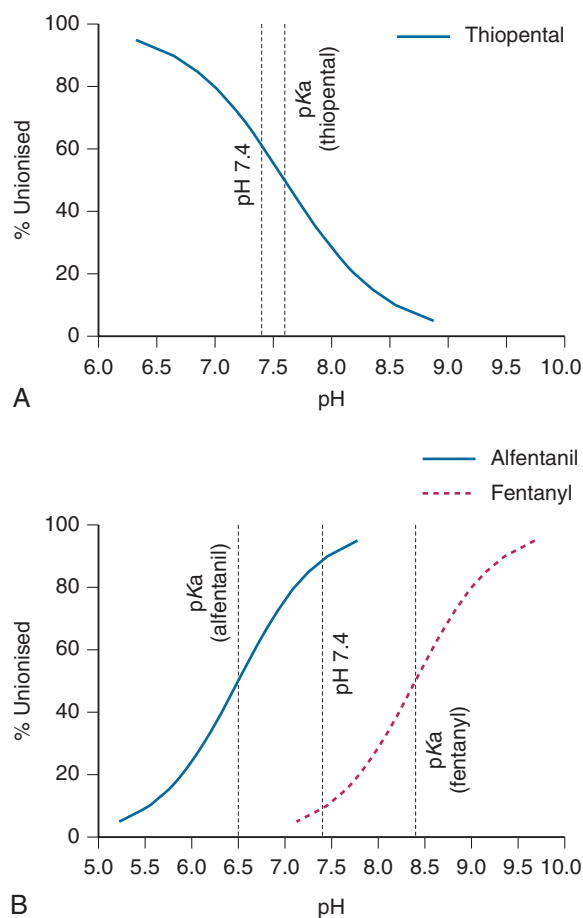 Thiopental
100
80
60
40
20
0
% Unionised
pH 7.4
pKa
(thiopental)
6.0 6.5 7.0 7.5 8.0 8.5 9.0 9.5 10.0
pH
A
Alfentanil
Fentanyl
100
80
60
40
20
0
% Unionised
pKa
(alfentanil)
pH 7.4
pKa
(fentanyl)
5.0 5.5 6.0 6.5 7.0 7.5 8.0 8.5 9.0 9.5 10.0
pH
B